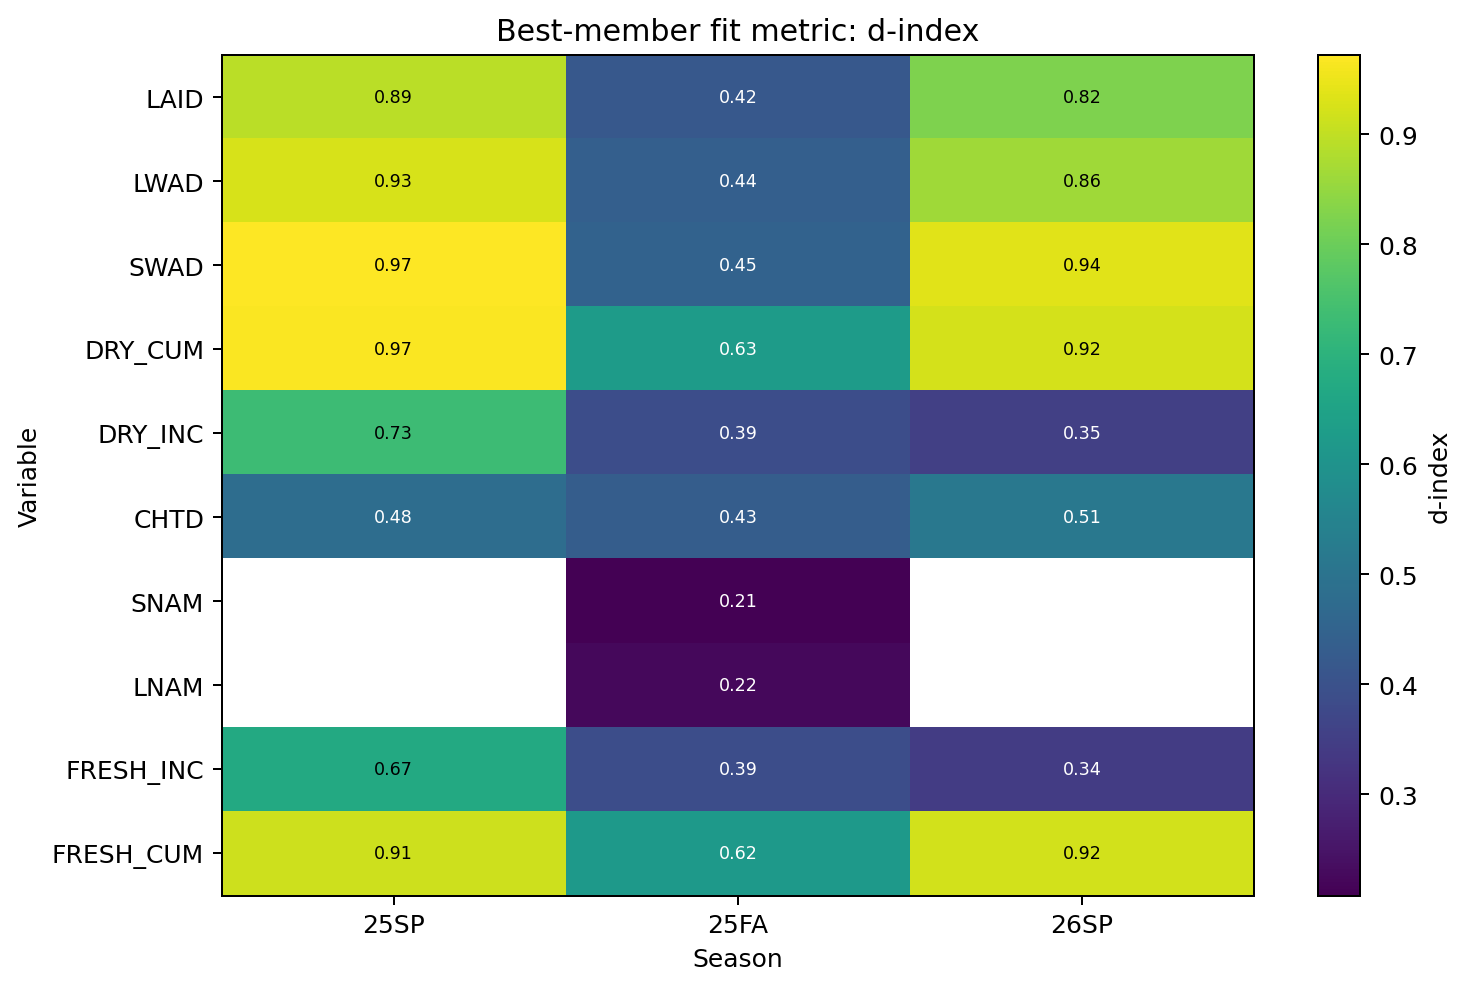 Best-member fit metric: d-index
LAID 0.89 0.42 0.82
LWAD 0.93 0.44 0.86
SWAD 0.97 0.45 0.94
DRY_CUM 0.97 0.63 0.92
DRY_INC 0.73 0.39 0.35
CHTD 0.48 0.43 0.51
SNAM 0.21
LNAM 0.22
FRESH_INC 0.67 0.39 0.34
FRESH_CUM 0.91 0.62 0.92
25SP 25FA 26SP
Season
Variable
0.9
0.8
0.7
0.6
0.5
0.4
0.3
d-index